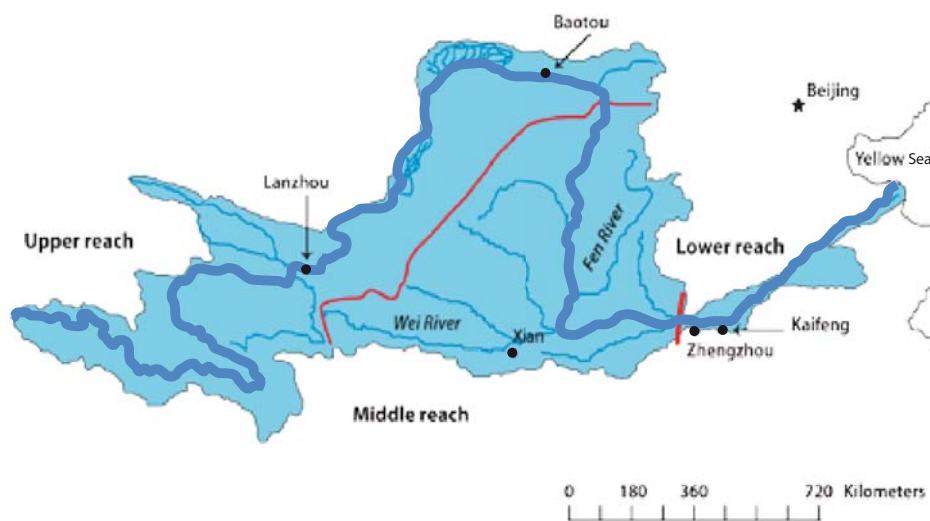 Baotou
Beijing
Yellow Sea
Lanzhou
Upper reach
Fen River
Lower reach
Wei River
Xian
Kaifeng
Zhengzhou
Middle reach
0 180 360 720 Kilometers